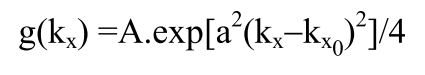 g(kₓ) =A.exp[a²(kₓ–kₓ₀)²]/4